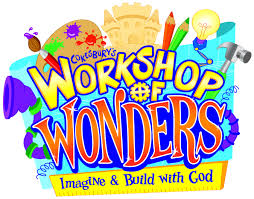 COKESBURY'S
WORKSHOP
OF
WONDERS
Imagine & Build with God